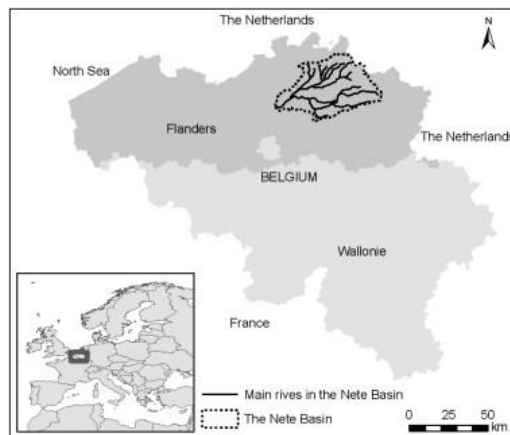 The Netherlands
N
North Sea
Flanders
The Netherlands
BELGIUM
Wallonie
France
Main rives in the Nete Basin
The Nete Basin
0 25 50
km